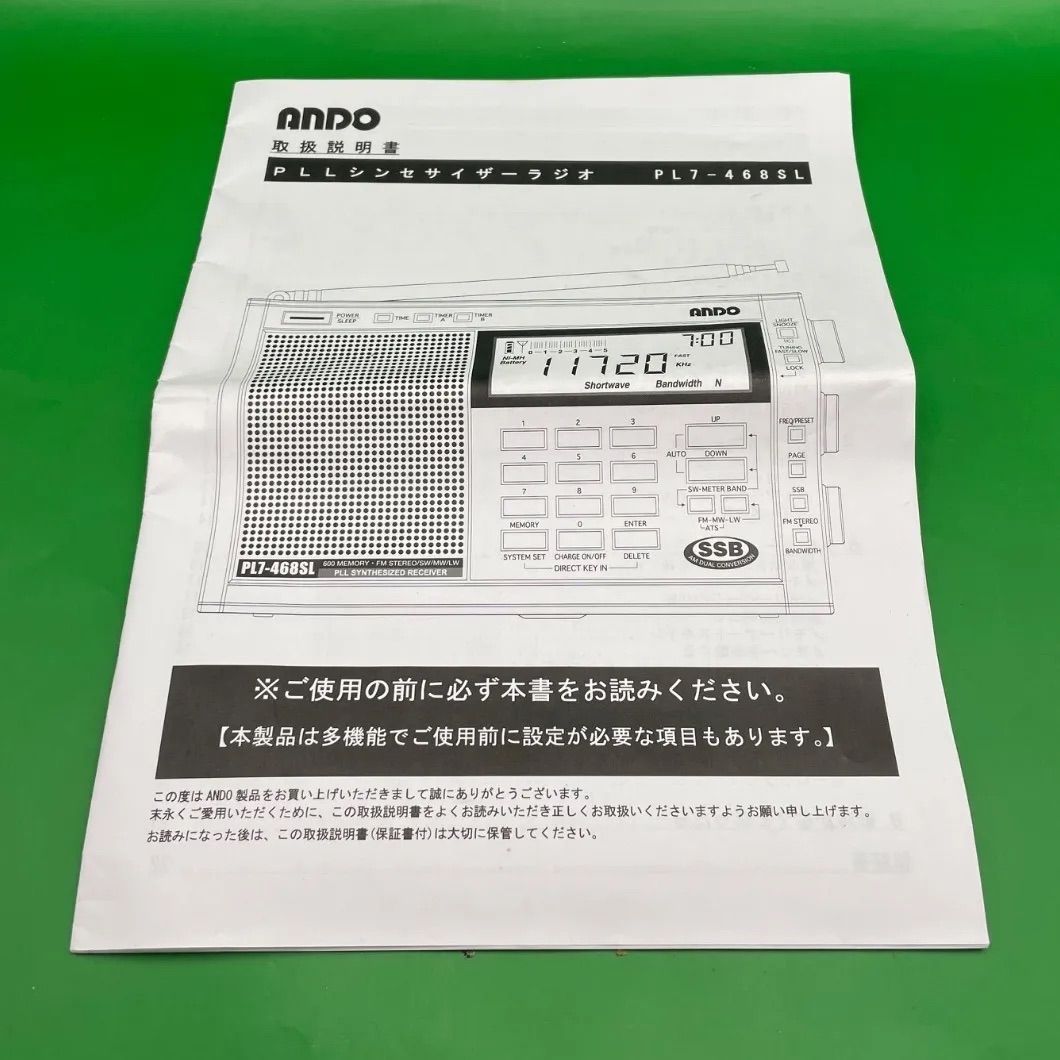 ANDO
取扱説明書
PLLシンセサイザーラジオ PL7-468SL
POWER SLEEP
TIME
TIMER A
TIMER B
ANDO
LIGHT
SNOOZE
TUNING
FAST/SLOW
LOCK
7:00
0-1-2-3-4-5
Ni-MH
Battery
11720
FAST
KHz
Shortwave Bandwidth N
1 2 3
4 5 6
7 8 9
MEMORY 0 ENTER
SYSTEM SET CHARGE ON/OFF DELETE
DIRECT KEY IN
UP
AUTO
DOWN
SW-METER BAND
FM-MW-LW
ATS
FREQ/PRESET
PAGE
SSB
FM STEREO
BANDWIDTH
SSB
AM DUAL CONVERSION
PL7-468SL
600 MEMORY・FM STEREO/SW/MW/LW
PLL SYNTHESIZED RECEIVER
※ご使用の前に必ず本書をお読みください。
【本製品は多機能でご使用前に設定が必要な項目もあります。】
この度は ANDO 製品をお買い上げいただきまして誠にありがとうございます。
末永くご愛用いただくために、この取扱説明書をよくお読みいただき正しくお取扱いくださいますようお願い申し上げます。
お読みになった後は、この取扱説明書(保証書付)は大切に保管してください。